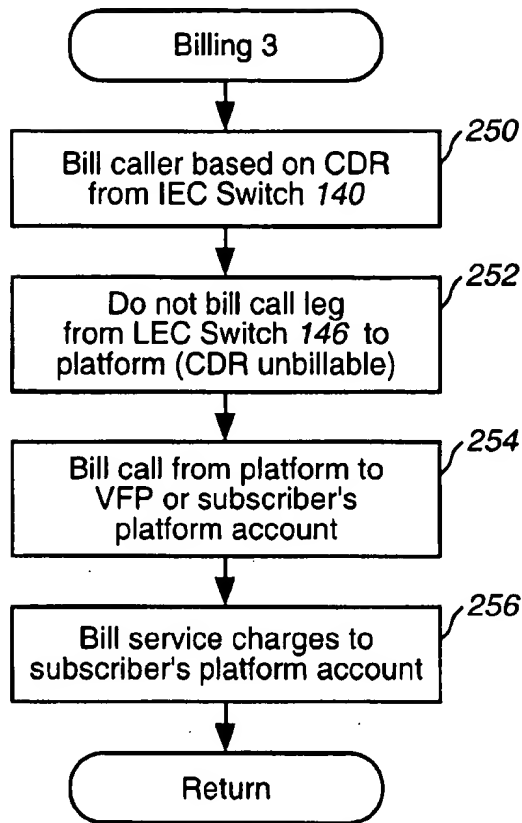 Billing 3
250
Bill caller based on CDR
from IEC Switch 140
252
Do not bill call leg
from LEC Switch 146 to
platform (CDR unbillable)
254
Bill call from platform to
VFP or subscriber's
platform account
256
Bill service charges to
subscriber's platform account
Return